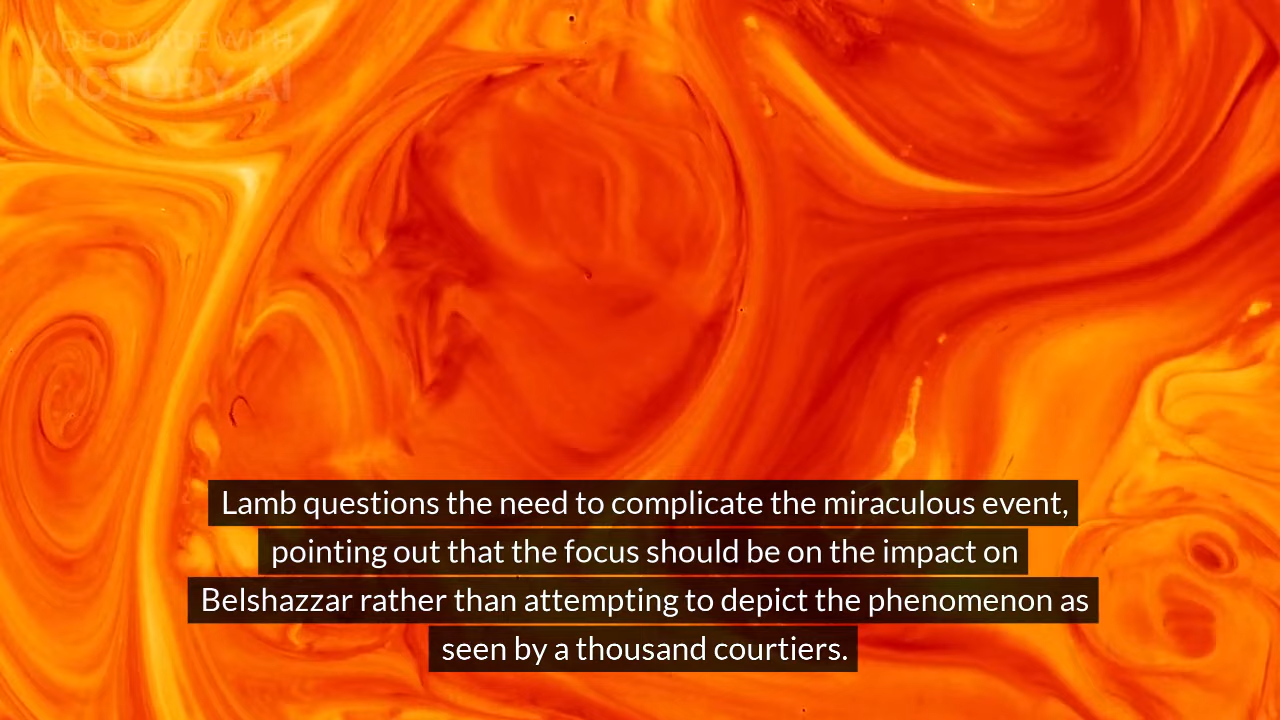 VIDEO MADE WITH
PICTORY.AI
Lamb questions the need to complicate the miraculous event,
pointing out that the focus should be on the impact on
Belshazzar rather than attempting to depict the phenomenon as
seen by a thousand courtiers.